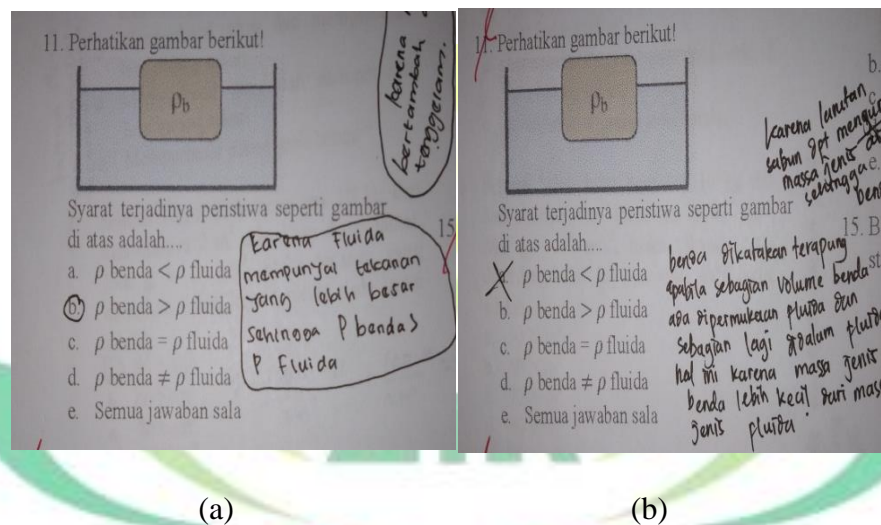 11. Perhatikan gambar berikut!
ρb
Syarat terjadinya peristiwa seperti gambar
di atas adalah....
a. ρ benda < ρ fluida
b. ρ benda > ρ fluida
c. ρ benda = ρ fluida
d. ρ benda ≠ ρ fluida
e. Semua jawaban sala
karena
bertambah
tenggelam.
15
karena Fluida
mempunyai tekanan
yang lebih besar
sehingga ρ benda >
ρ Fluida
11. Perhatikan gambar berikut!
ρb
Syarat terjadinya peristiwa seperti gambar
di atas adalah....
ρ benda < ρ fluida
b. ρ benda > ρ fluida
c. ρ benda = ρ fluida
d. ρ benda ≠ ρ fluida
e. Semua jawaban sala
b.
c.
karena larutan
sabun dpt mengur
massa jenis
sehingga e.
ben
15. B
st
benda dikatakan terapung
apabila sebagian volume benda
ada dipermukaan fluida dan
sebagian lagi didalam fluida
hal ini karena massa jenis
benda lebih kecil dari mass
jenis fluida.
(a)
(b)